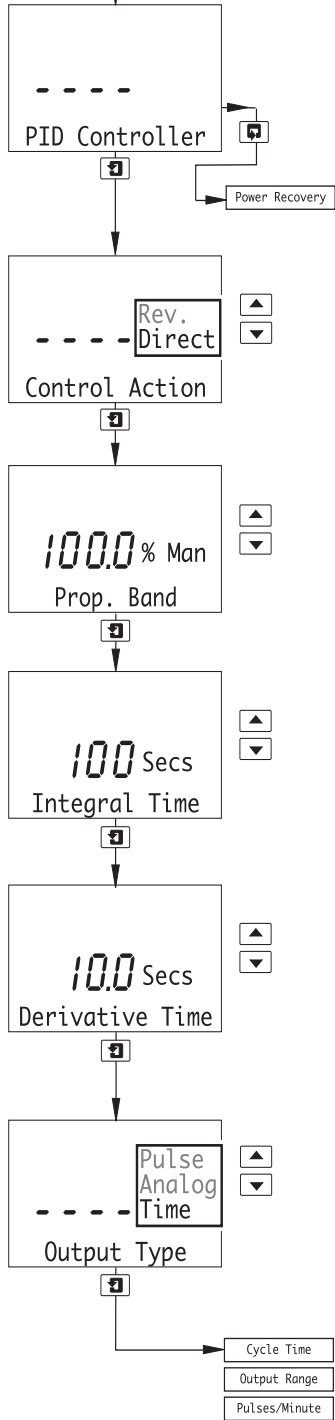 - - - -
PID Controller
Power Recovery
Rev.
- - - - Direct
Control Action
100.0 % Man
Prop. Band
100 Secs
Integral Time
10.0 Secs
Derivative Time
Pulse
Analog
- - - - Time
Output Type
Cycle Time
Output Range
Pulses/Minute